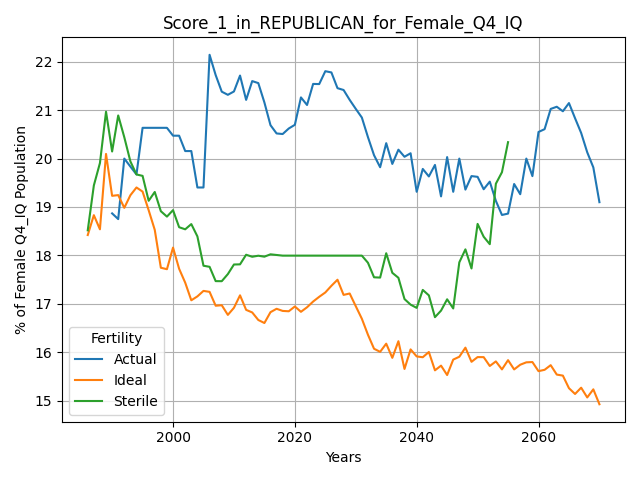 Score_1_in_REPUBLICAN_for_Female_Q4_IQ
% of Female Q4_IQ Population
22
21
20
19
18
17
16
15
Fertility
Actual
Ideal
Sterile
2000
2020
2040
2060
Years